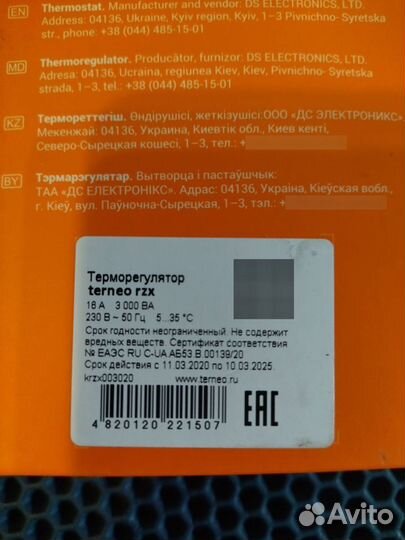 EN Thermostat. Manufacturer and vendor: DS ELECTRONICS, LTD.
Address: 04136, Ukraine, Kyiv region, Kyiv, 1–3 Pivnichno- Syretska
str., phone: +38 (044) 485-15-01
MD Thermoregulator. Producător, furnizor: DS ELECTRONICS, LTD.
Adresa: 04136, Ucraina, regiunea Kiev, Kiev, Pivnichno- Syretska
strada, 1–3, tel.: +38 (044) 485-15-01
KZ Термореттегіш. Өндірушісі, жеткізушісі:ООО «ДС ЭЛЕКТРОНИКС».
Мекенжай: 04136, Украина, Киевтік обл., Киев кенті,
Северо-Сырецкая кошесі, 1–3, тел.: +
BY Тэрмарэгулятар. Вытворца і пастаўшчык:
ТАА «ДС ЕЛЕКТРОНІКС». Адрас: 04136, Украіна, Кіеўская вобл.,
г. Кіеў, вул. Паўночна-Сырецкая, 1–3, тэл.: +
Терморегулятор
terneo rzx
16 А 3 000 ВА
230 В ~ 50 Гц 5...35 °С
Срок годности неограниченный. Не содержит
вредных веществ. Сертификат соответствия
№ ЕАЭС RU С-UA.АБ53.В.00139/20
Срок действия с 11.03.2020 по 10.03.2025.
krzx003020 www.terneo.ru
4 820120 221507
EAC
Avito